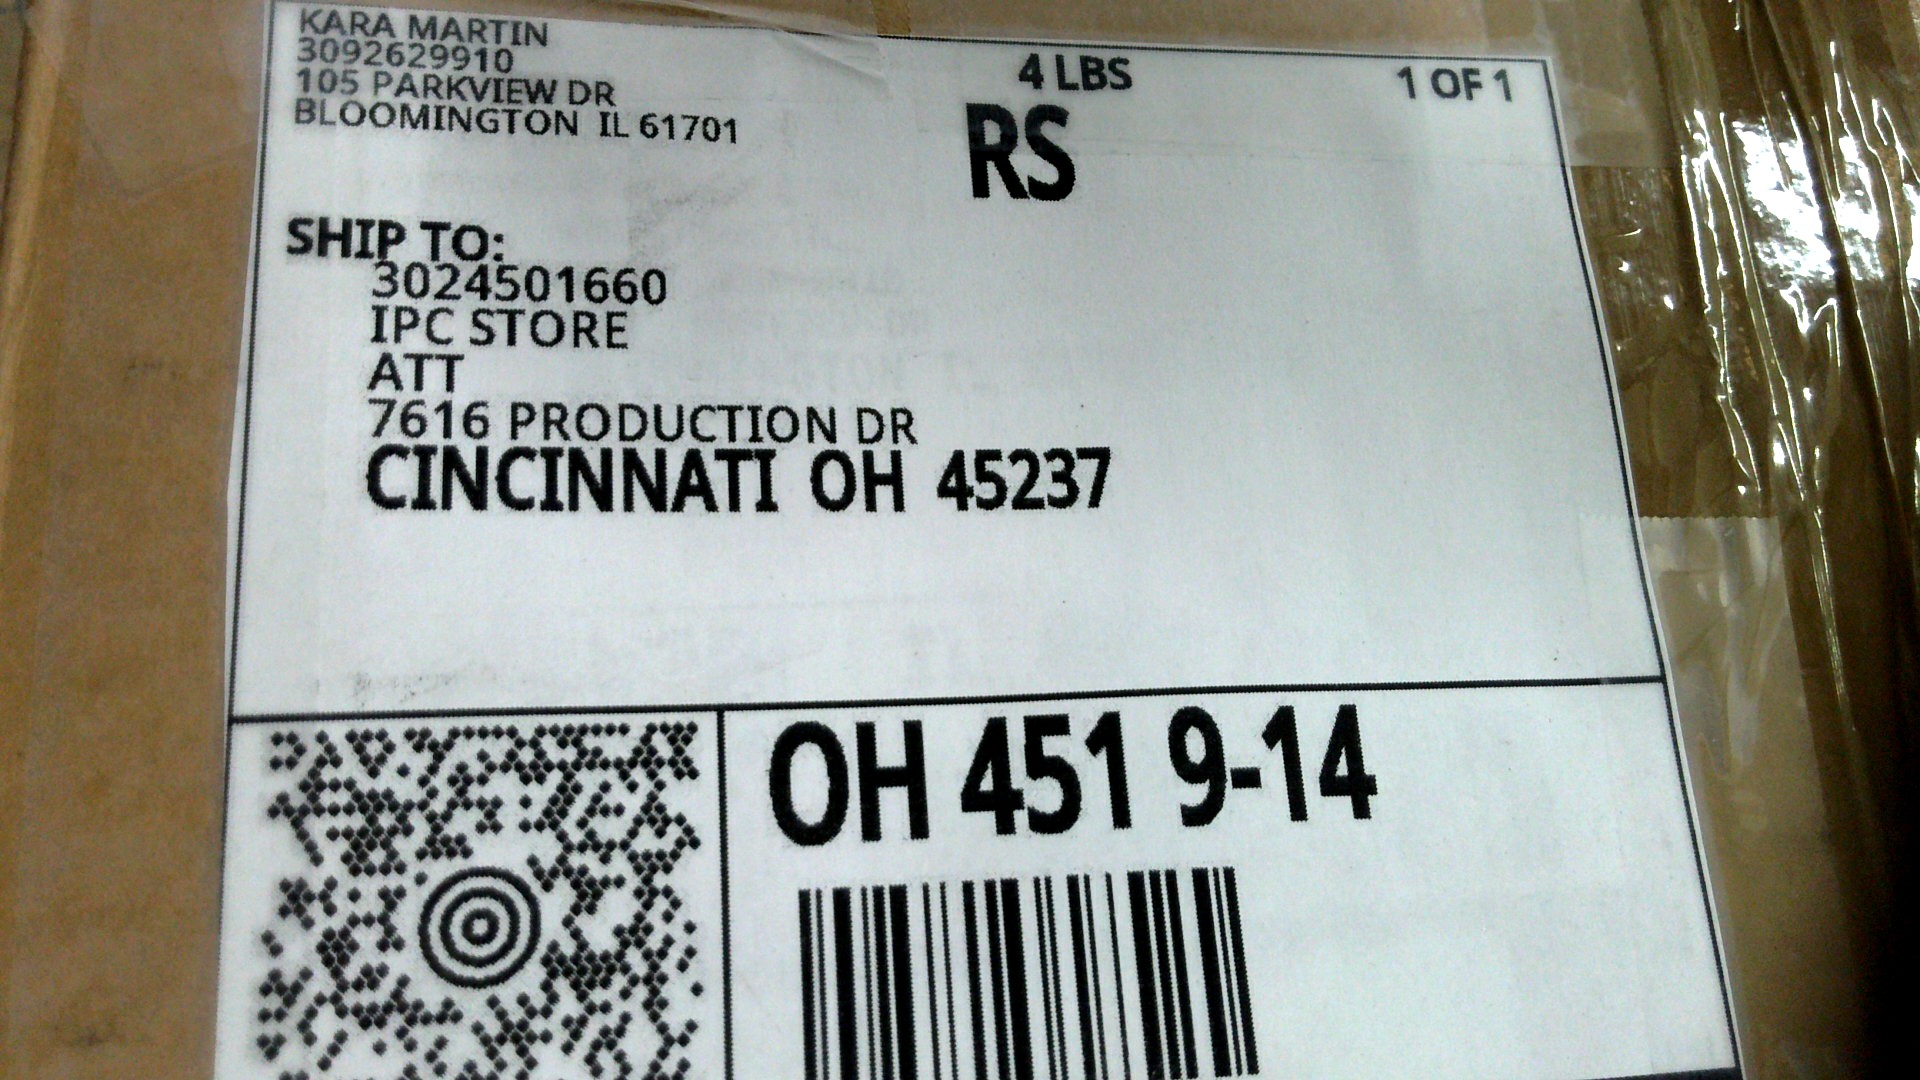 KARA MARTIN
3092629910
105 PARKVIEW DR
BLOOMINGTON IL 61701
4 LBS
1 OF 1
RS
SHIP TO:
3024501660
IPC STORE
ATT
7616 PRODUCTION DR
CINCINNATI OH 45237
OH 451 9-14